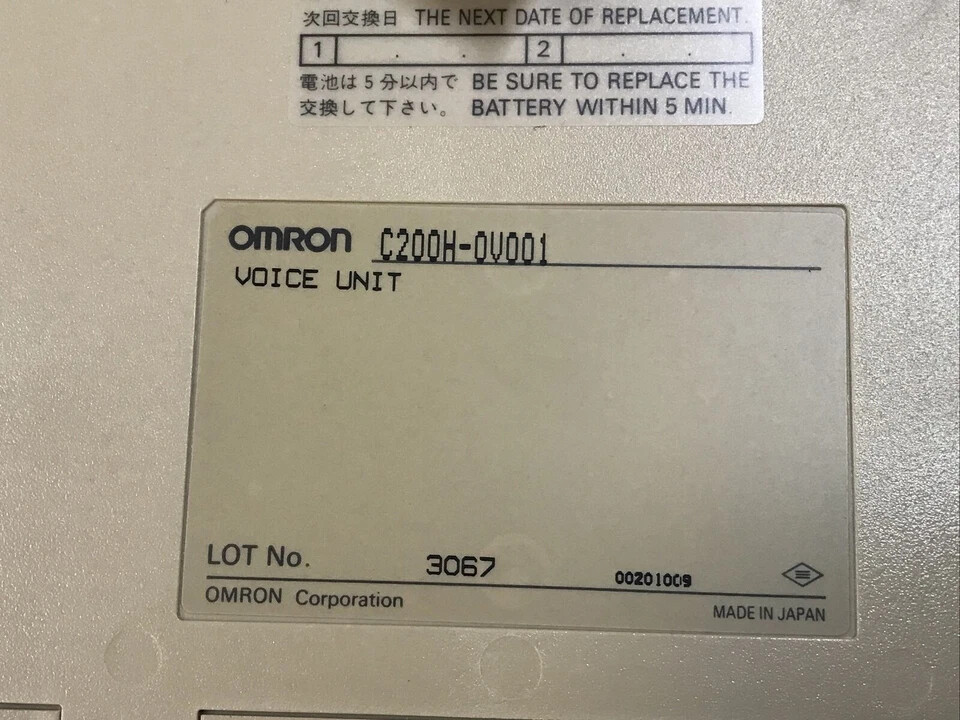 次回交換日 THE NEXT DATE OF REPLACEMENT.
1 . . 2 . .
電池は5分以内で BE SURE TO REPLACE THE
交換して下さい。 BATTERY WITHIN 5 MIN.
OMRON C200H-OV001
VOICE UNIT
LOT No. 3067 00201009
OMRON Corporation MADE IN JAPAN